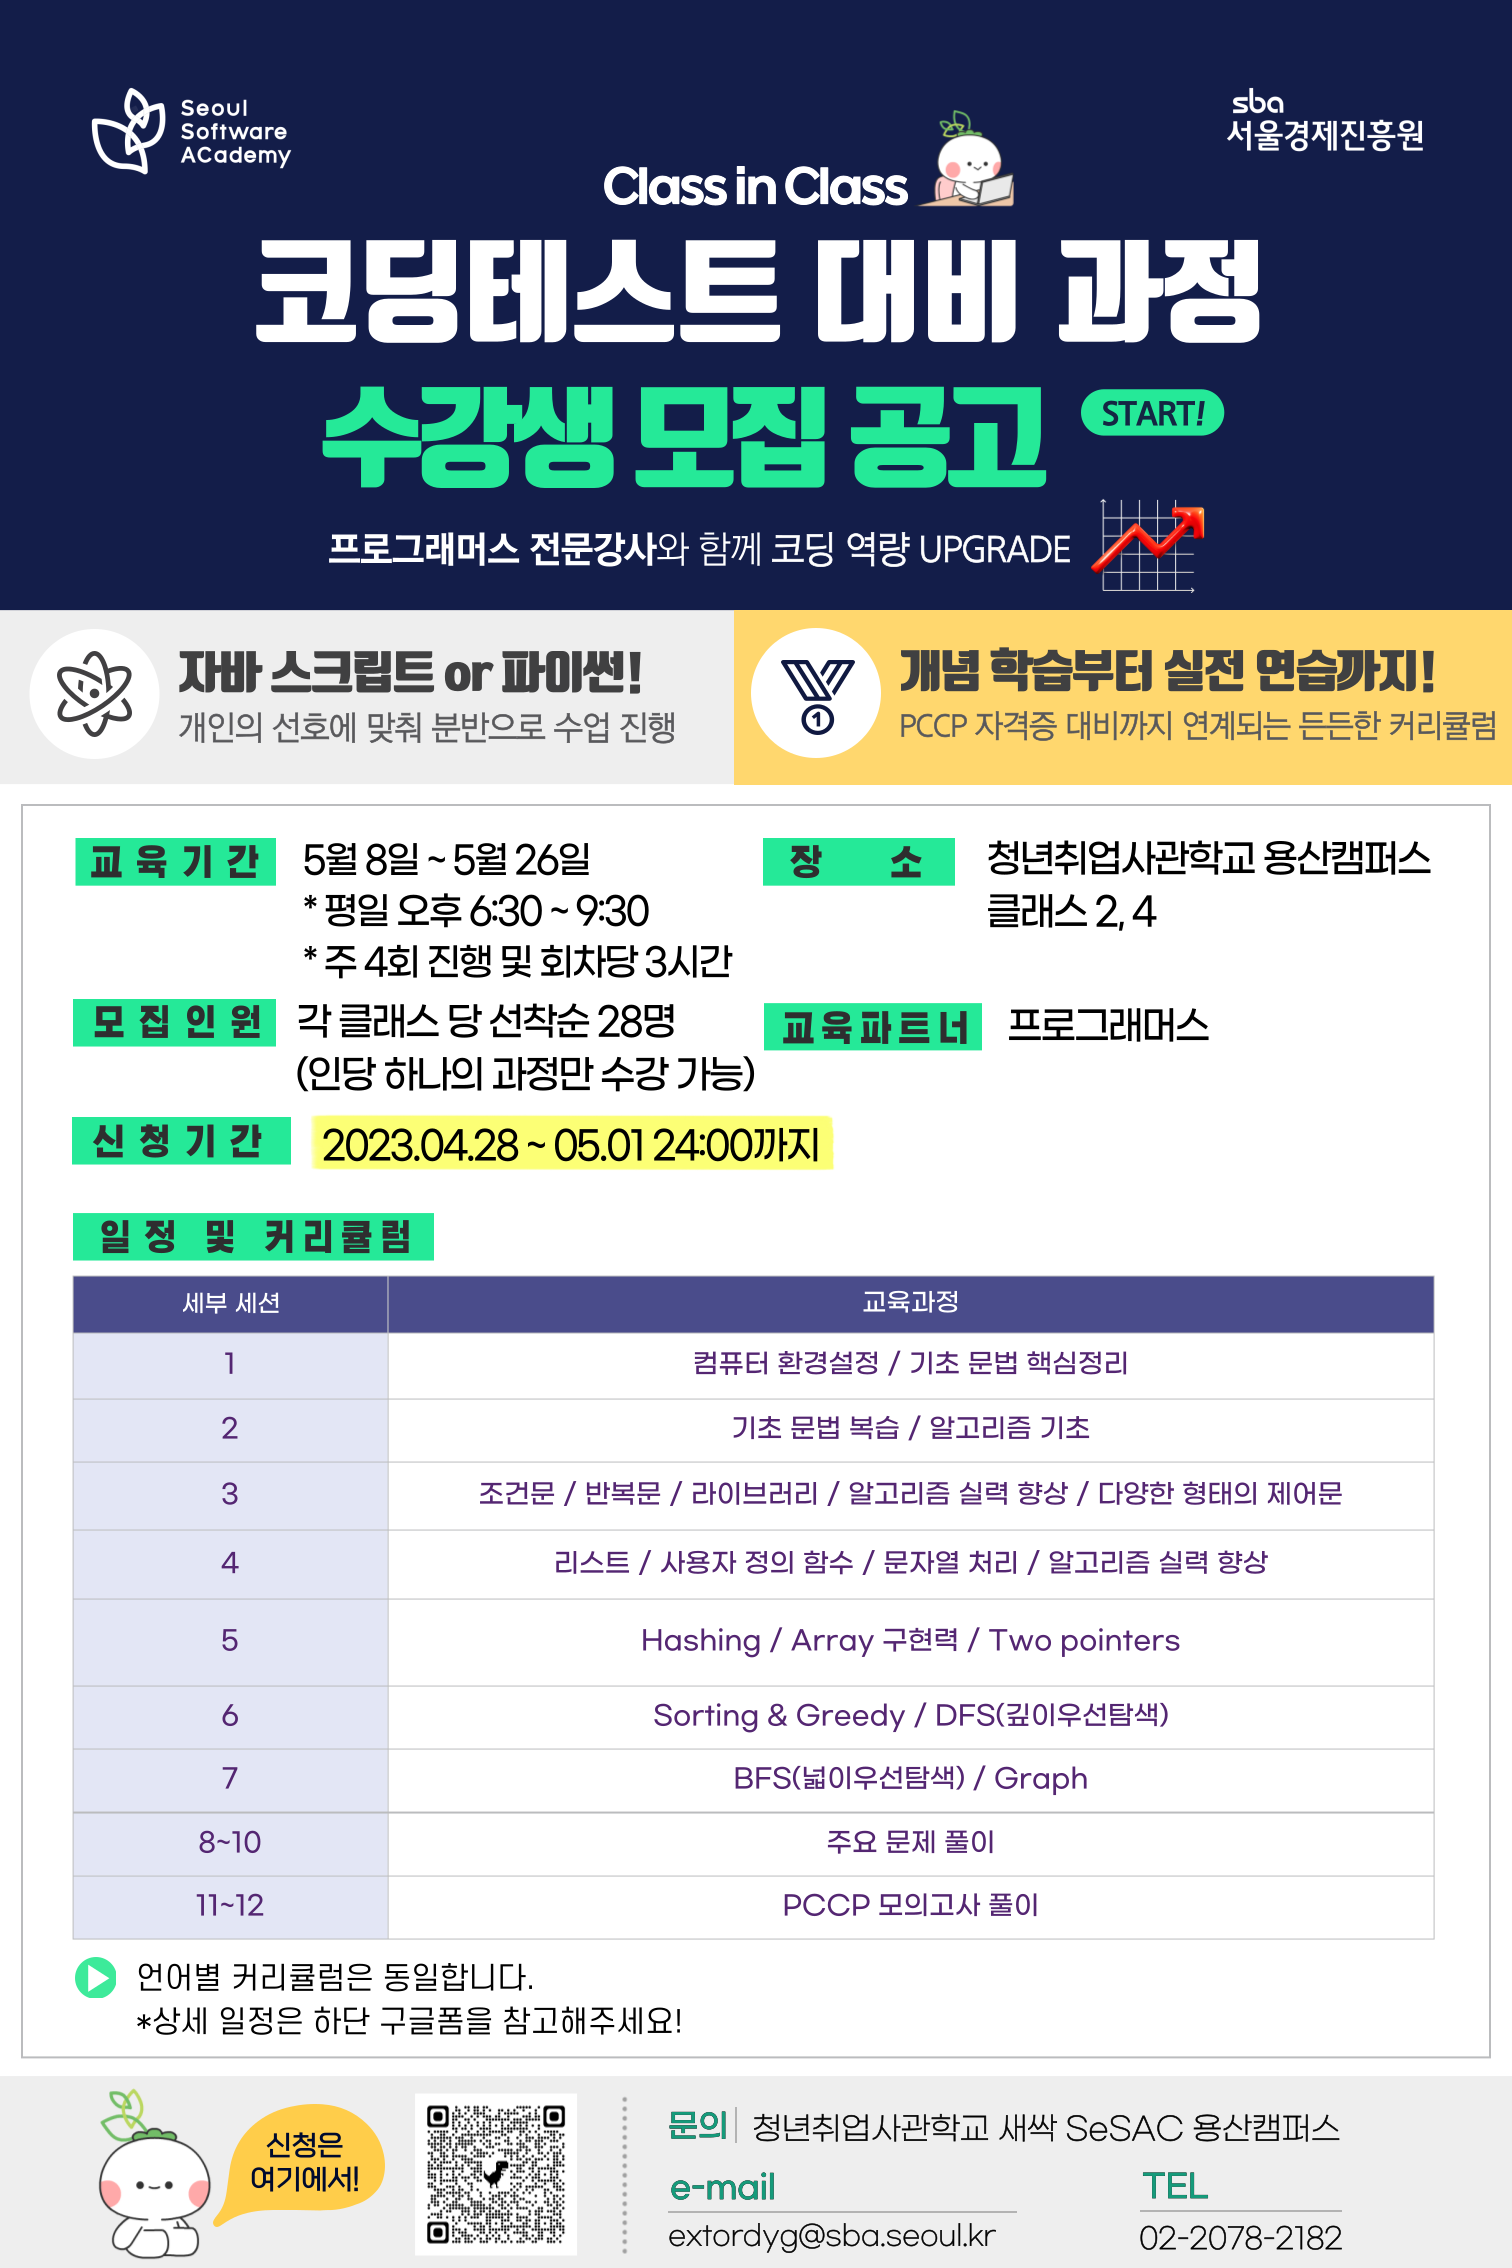 Seoul
Software
ACademy
sba
서울경제진흥원
Class in Class
코딩테스트 대비 과정
수강생 모집 공고 START!
프로그래머스 전문강사와 함께 코딩 역량 UPGRADE
자바 스크립트 or 파이썬!
개인의 선호에 맞춰 분반으로 수업 진행
개념 학습부터 실전 연습까지!
PCCP 자격증 대비까지 연계되는 든든한 커리큘럼
교육기간 5월 8일 ~ 5월 26일
* 평일 오후 6:30 ~ 9:30
* 주 4회 진행 및 회차당 3시간
장 소 청년취업사관학교 용산캠퍼스
클래스 2, 4
모집인원 각 클래스 당 선착순 28명
(인당 하나의 과정만 수강 가능)
교육파트너 프로그래머스
신청기간 2023.04.28 ~ 05.01 24:00까지
일정 및 커리큘럼
세부 세션 교육과정
1 컴퓨터 환경설정 / 기초 문법 핵심정리
2 기초 문법 복습 / 알고리즘 기초
3 조건문 / 반복문 / 라이브러리 / 알고리즘 실력 향상 / 다양한 형태의 제어문
4 리스트 / 사용자 정의 함수 / 문자열 처리 / 알고리즘 실력 향상
5 Hashing / Array 구현력 / Two pointers
6 Sorting & Greedy / DFS(깊이우선탐색)
7 BFS(넓이우선탐색) / Graph
8~10 주요 문제 풀이
11~12 PCCP 모의고사 풀이
언어별 커리큘럼은 동일합니다.
*상세 일정은 하단 구글폼을 참고해주세요!
신청은
여기에서!
문의 청년취업사관학교 새싹 SeSAC 용산캠퍼스
e-mail
extordyg@sba.seoul.kr
TEL
02-2078-2182